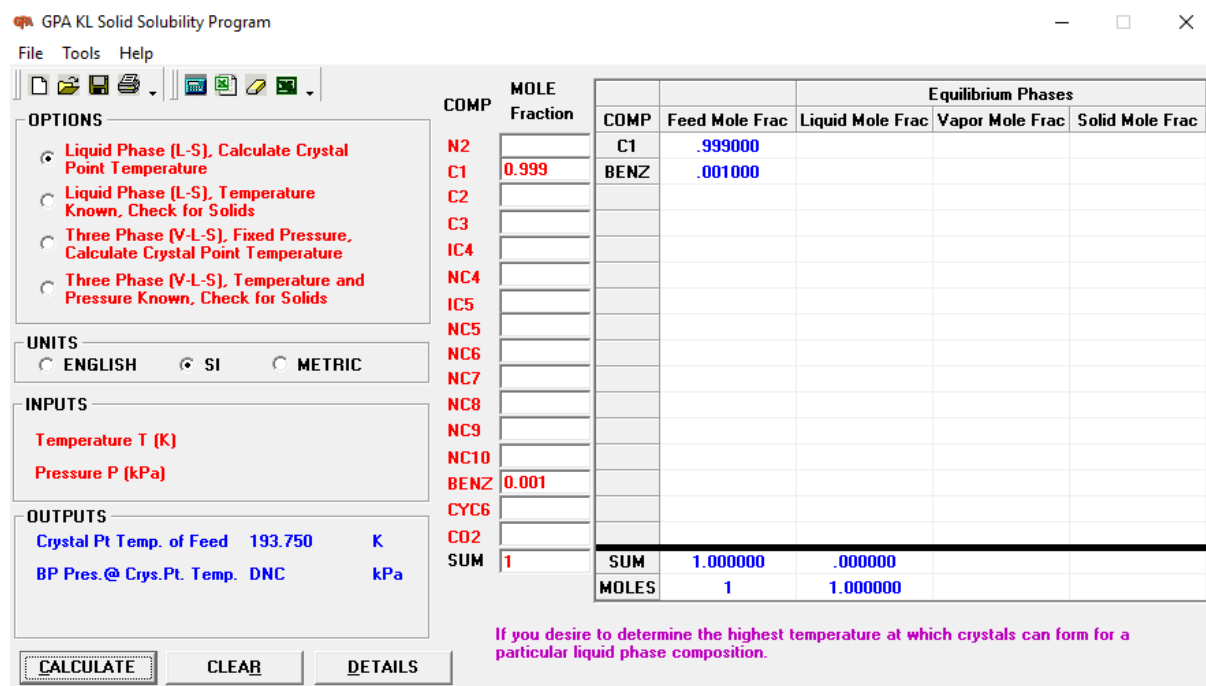 GPA KL Solid Solubility Program
File Tools Help
OPTIONS
Liquid Phase (L-S), Calculate Crystal
Point Temperature
Liquid Phase (L-S), Temperature
Known, Check for Solids
Three Phase (V-L-S), Fixed Pressure,
Calculate Crystal Point Temperature
Three Phase (V-L-S), Temperature and
Pressure Known, Check for Solids
UNITS
ENGLISH SI METRIC
INPUTS
Temperature T (K)
Pressure P (kPa)
OUTPUTS
Crystal Pt Temp. of Feed 193.750 K
BP Pres.@ Crys.Pt. Temp. DNC kPa
CALCULATE CLEAR DETAILS
COMP MOLE
Fraction
N2
C1 0.999
C2
C3
IC4
NC4
IC5
NC5
NC6
NC7
NC8
NC9
NC10
BENZ 0.001
CYC6
CO2
SUM 1
Equilibrium Phases
COMP Feed Mole Frac Liquid Mole Frac Vapor Mole Frac Solid Mole Frac
C1 .999000
BENZ .001000
SUM 1.000000 .000000
MOLES 1 1.000000
If you desire to determine the highest temperature at which crystals can form for a
particular liquid phase composition.